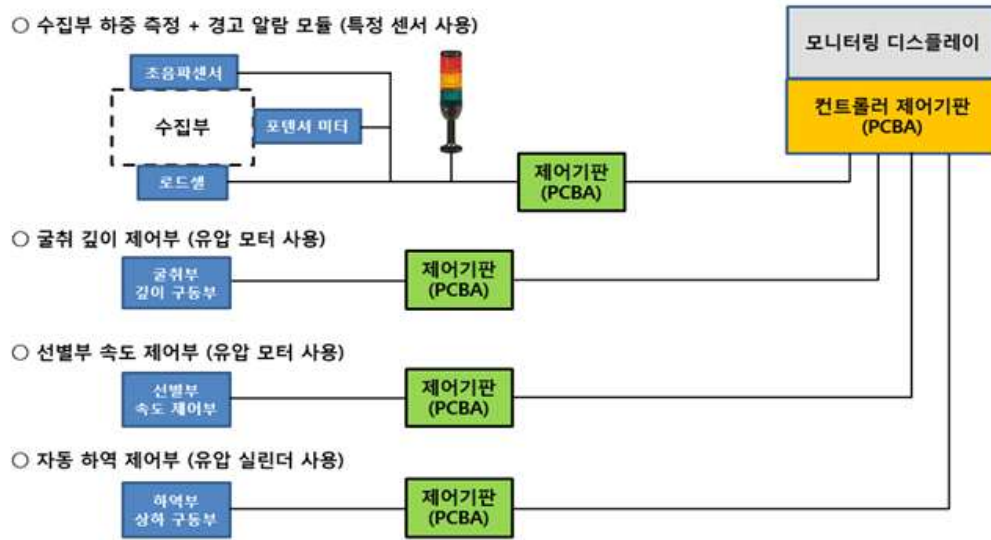 ○ 수집부 하중 측정 + 경고 알람 모듈 (특정 센서 사용)
초음파센서
수집부
포텐셔 미터
로드셀
제어기판
(PCBA)
모니터링 디스플레이
컨트롤러 제어기판
(PCBA)
○ 굴취 깊이 제어부 (유압 모터 사용)
굴취부
깊이 구동부
제어기판
(PCBA)
○ 선별부 속도 제어부 (유압 모터 사용)
선별부
속도 제어부
제어기판
(PCBA)
○ 자동 하역 제어부 (유압 실린더 사용)
하역부
상하 구동부
제어기판
(PCBA)